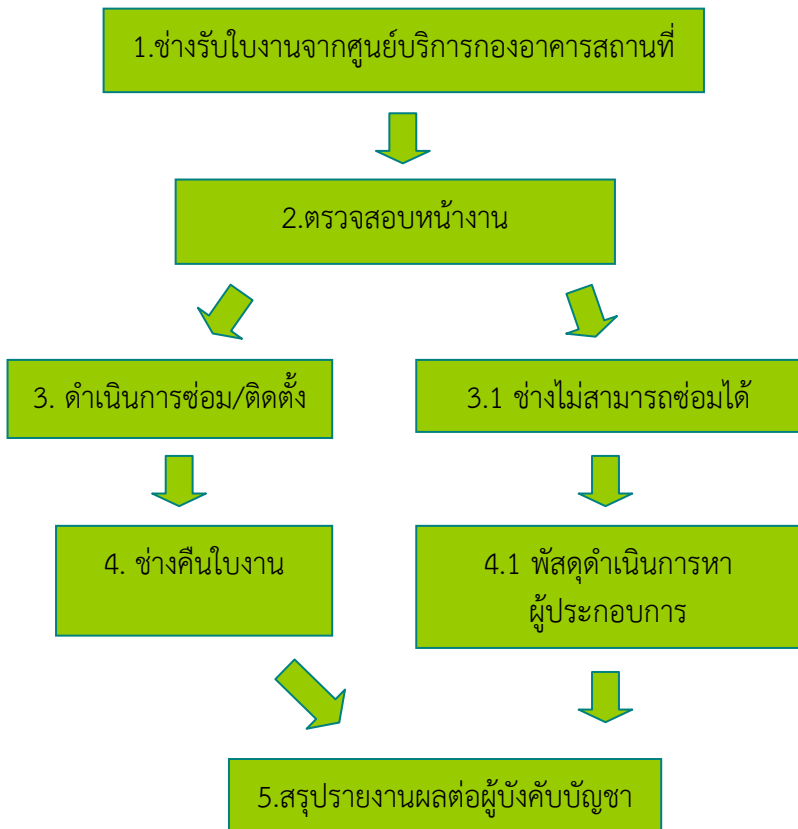 1.ช่างรับใบงานจากศูนย์บริการกองอาคารสถานที่
2.ตรวจสอบหน้างาน
3. ดำเนินการซ่อม/ติดตั้ง
3.1 ช่างไม่สามารถซ่อมได้
4. ช่างคืนใบงาน
4.1 พัสดุดำเนินการหา
ผู้ประกอบการ
5.สรุปรายงานผลต่อผู้บังคับบัญชา